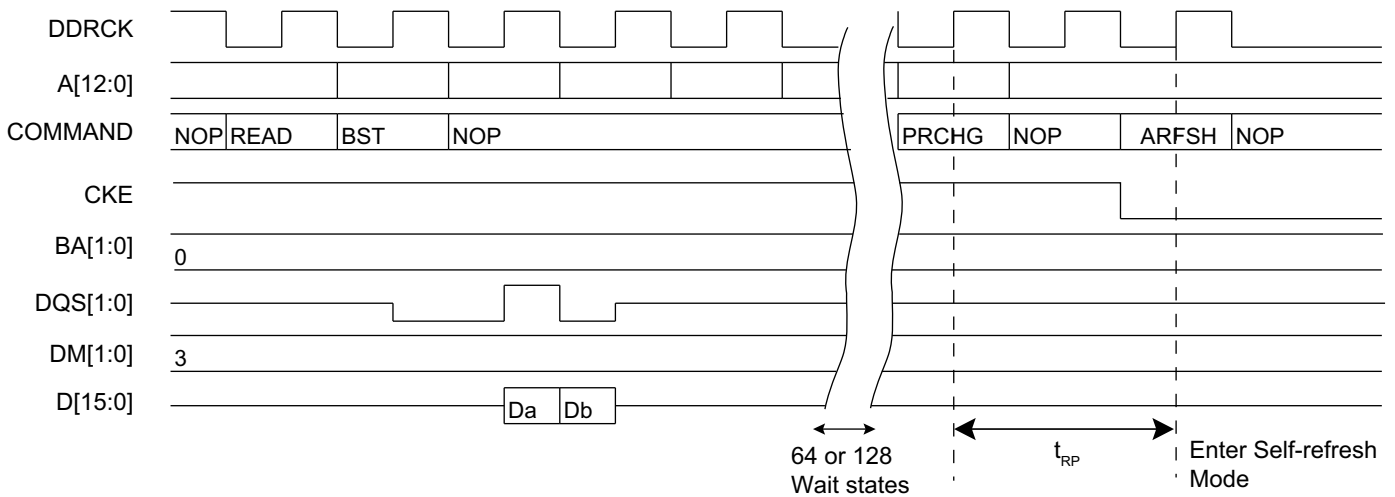 DDRCK
A[12:0]
COMMAND NOP READ BST NOP PRCHG NOP ARFSH NOP
CKE
BA[1:0] 0
DQS[1:0]
DM[1:0] 3
D[15:0] Da Db
64 or 128
Wait states
tRP
Enter Self-refresh
Mode